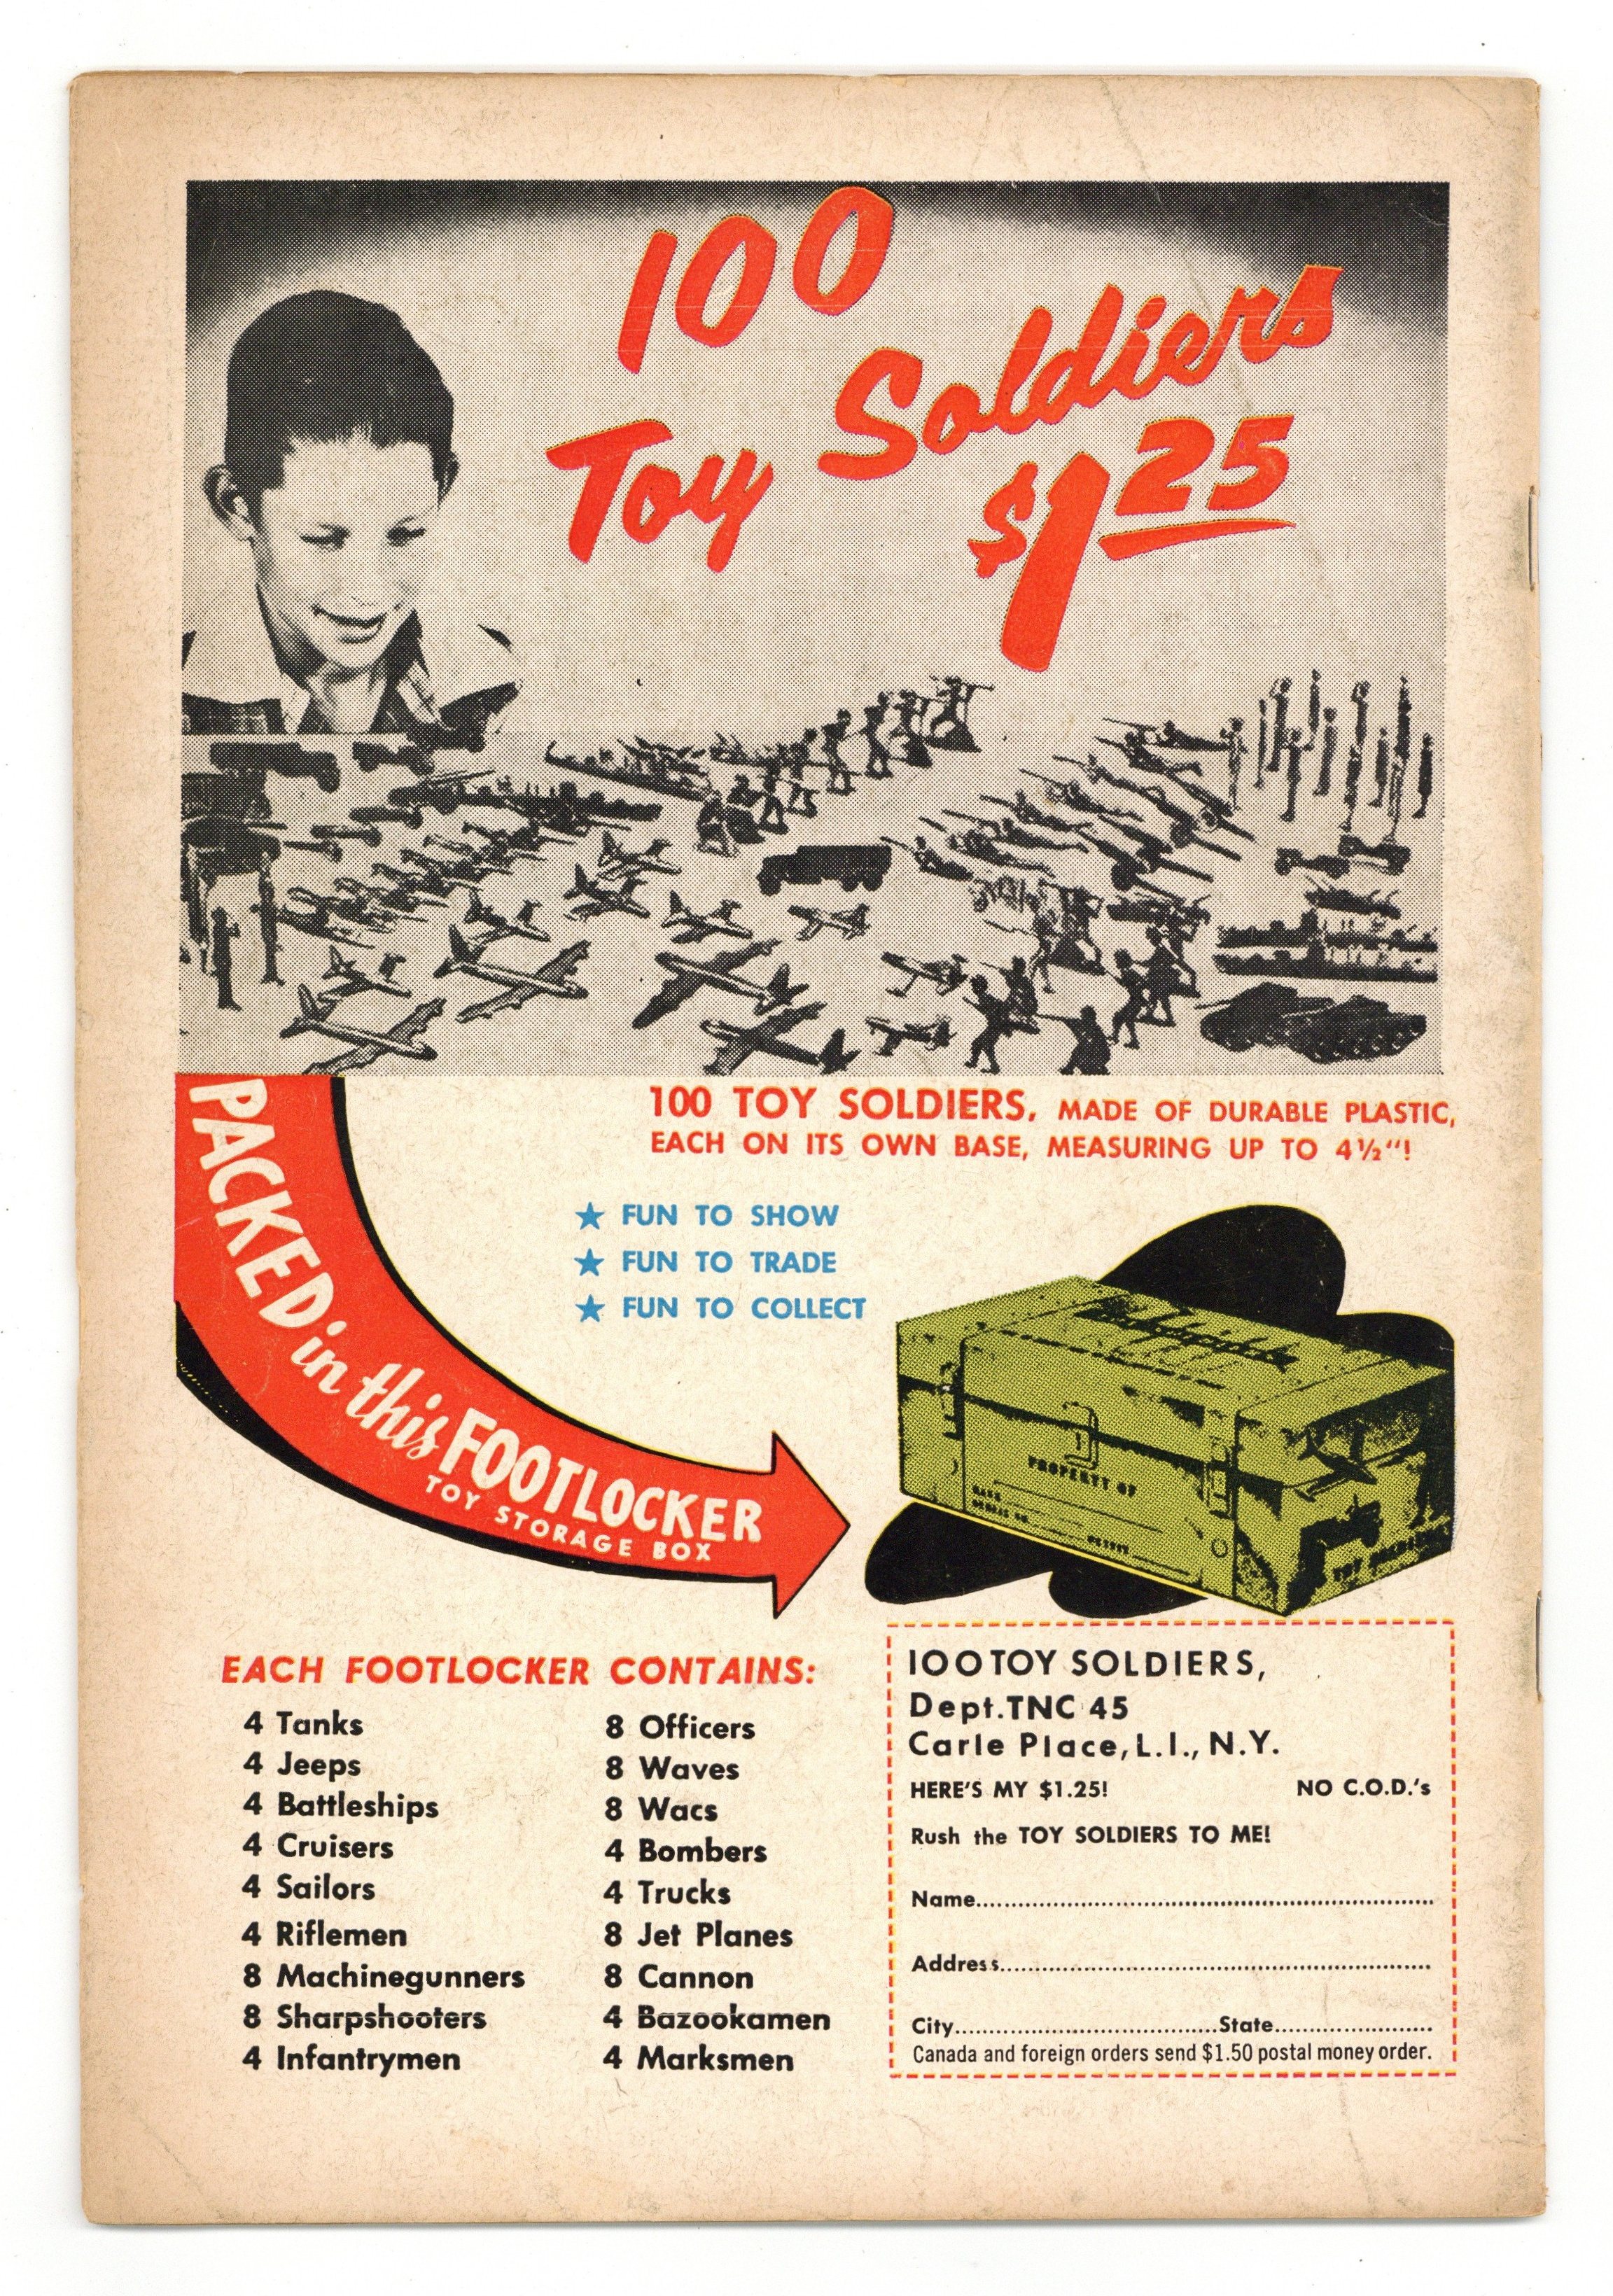 100
Toy Soldiers
$1 25
100 TOY SOLDIERS, MADE OF DURABLE PLASTIC,
EACH ON ITS OWN BASE, MEASURING UP TO 4½"!
★ FUN TO SHOW
★ FUN TO TRADE
★ FUN TO COLLECT
PACKED in this FOOTLOCKER
TOY STORAGE BOX
PROPERTY OF
EACH FOOTLOCKER CONTAINS:
4 Tanks
4 Jeeps
4 Battleships
4 Cruisers
4 Sailors
4 Riflemen
8 Machinegunners
8 Sharpshooters
4 Infantrymen
8 Officers
8 Waves
8 Wacs
4 Bombers
4 Trucks
8 Jet Planes
8 Cannon
4 Bazookamen
4 Marksmen
100 TOY SOLDIERS,
Dept. TNC 45
Carle Place, L.I., N.Y.
HERE'S MY $1.25! NO C.O.D.'s
Rush the TOY SOLDIERS TO ME!
Name
Address
City State
Canada and foreign orders send $1.50 postal money order.